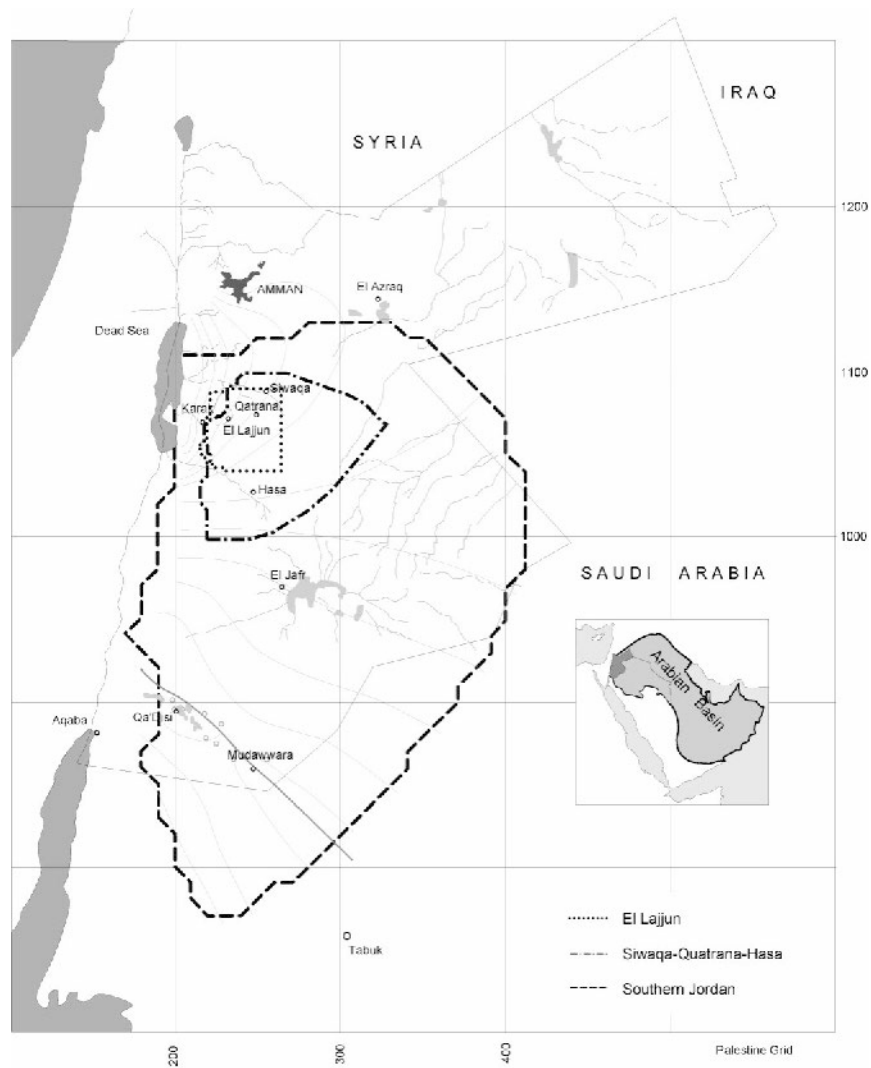 IRAQ
SYRIA
1200
AMMAN
El Azraq
Dead Sea
1100
Siwaqa
Karak
Qatrana
El Lajjun
Hasa
1000
SAUDI ARABIA
El Jafr
Arabian
Basin
Aqaba
Qa'Disi
Mudawwara
El Lajjun
Tabuk
Siwaqa-Quatrana-Hasa
Southern Jordan
200
300
400
Palestine Grid